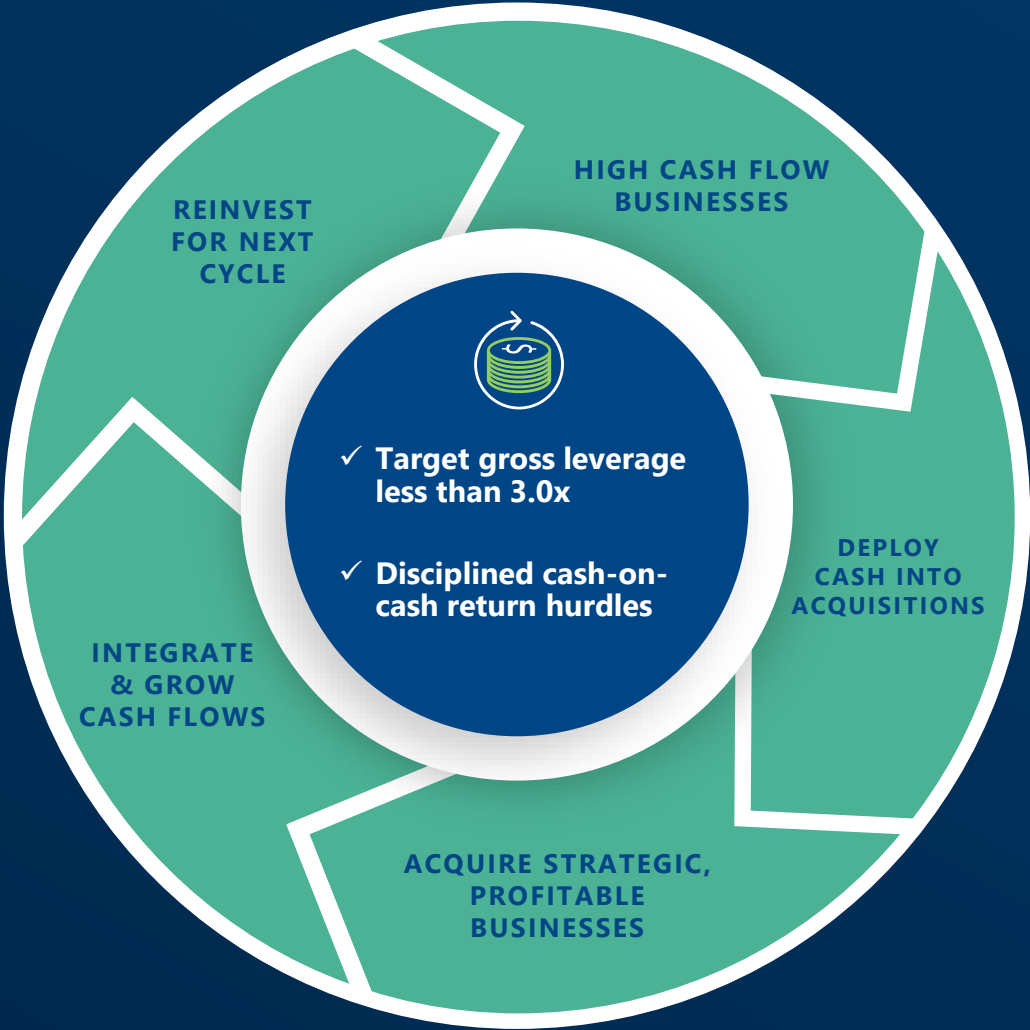 HIGH CASH FLOW
BUSINESSES
DEPLOY
CASH INTO
ACQUISITIONS
ACQUIRE STRATEGIC,
PROFITABLE
BUSINESSES
INTEGRATE
& GROW
CASH FLOWS
REINVEST
FOR NEXT
CYCLE
$
✓ Target gross leverage
less than 3.0x
✓ Disciplined cash-on-
cash return hurdles